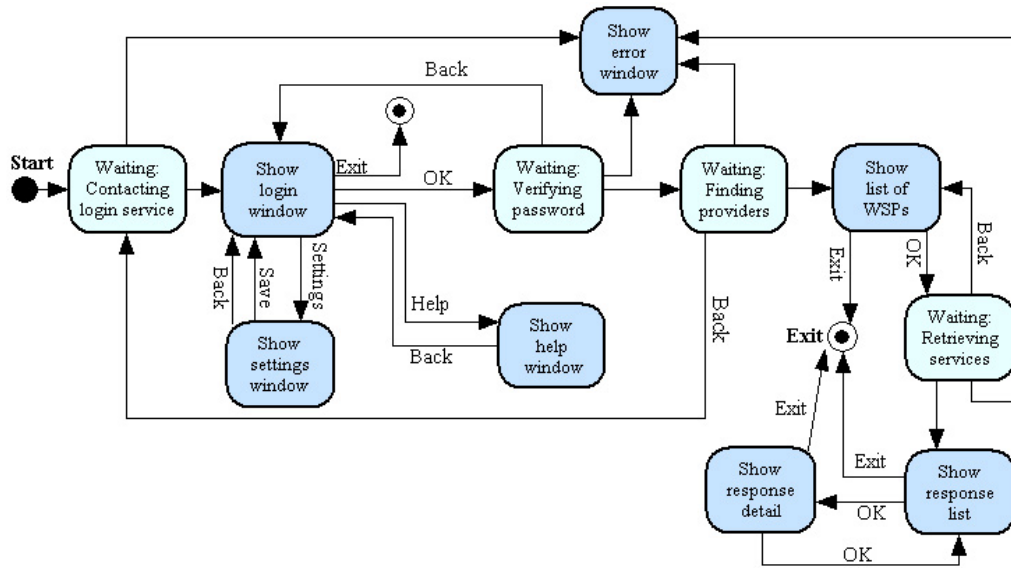 Show
error
window
Back
Start
Waiting:
Contacting
login service
Show
login
window
Exit
OK
Waiting:
Verifying
password
Waiting:
Finding
providers
Show
list of
WSPs
Back
Save
Settings
Help
Back
Show
settings
window
Show
help
window
Back
Exit
OK
Back
Exit
Waiting:
Retrieving
services
Exit
Exit
Show
response
detail
OK
Show
response
list
OK